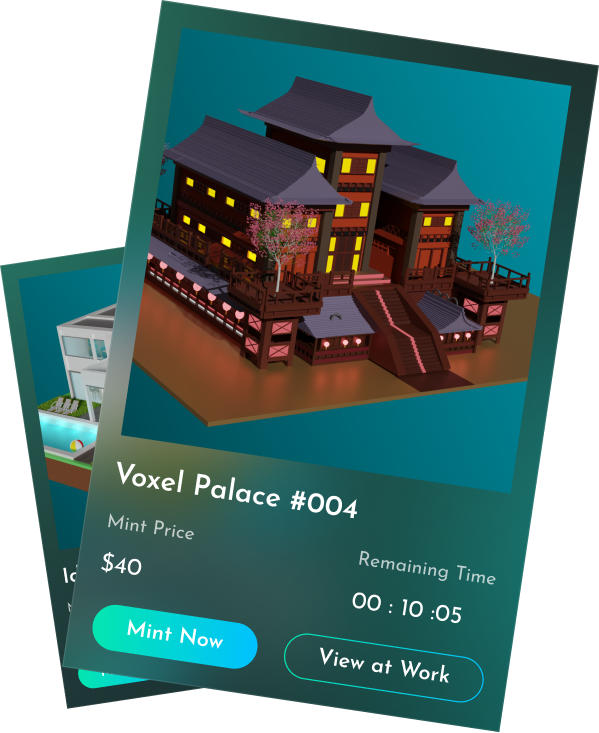 Voxel Palace #004
Mint Price
$40
Remaining Time
00 : 10 :05
Mint Now
View at Work